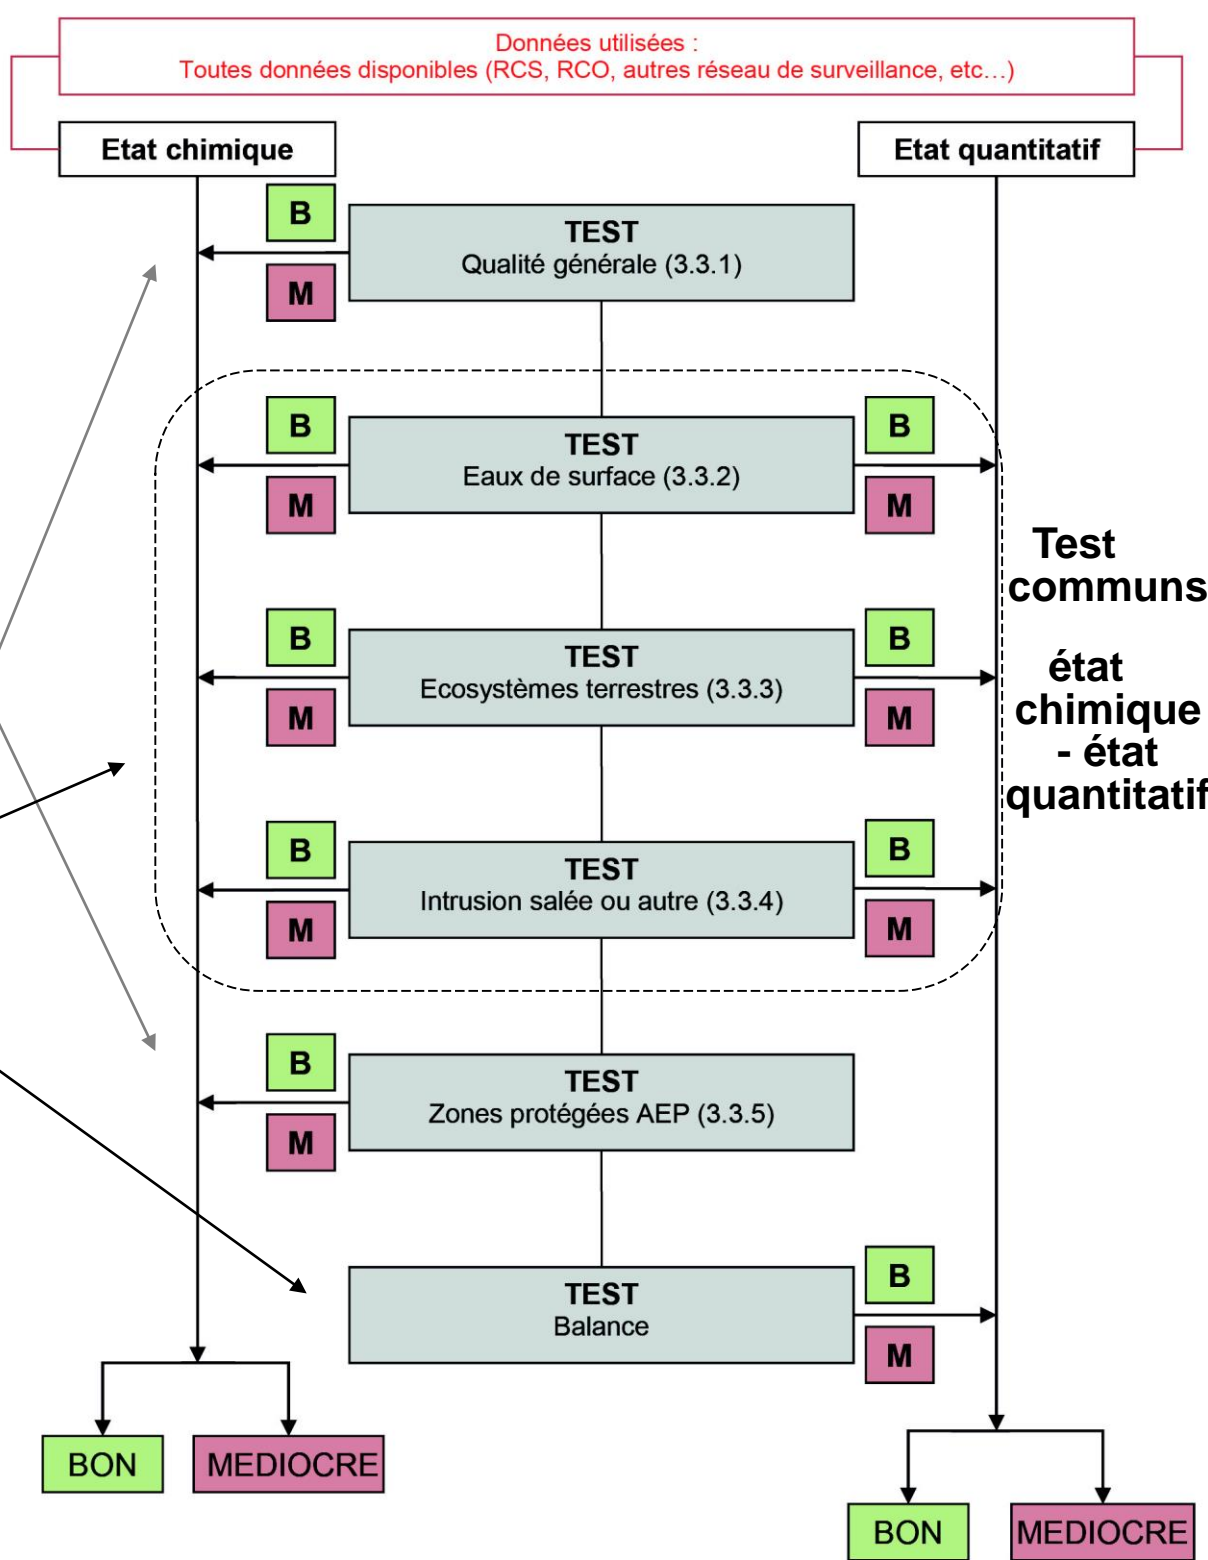 Données utilisées :
Toutes données disponibles (RCS, RCO, autres réseau de surveillance, etc…)
Etat chimique
Etat quantitatif
B
TEST
Qualité générale (3.3.1)
M
B
TEST
Eaux de surface (3.3.2)
B
M
M
Test
communs
état
chimique
- état
quantitatif
B
TEST
Ecosystèmes terrestres (3.3.3)
B
M
M
B
TEST
Intrusion salée ou autre (3.3.4)
B
M
M
B
TEST
Zones protégées AEP (3.3.5)
M
TEST
Balance
B
M
BON
MEDIOCRE
BON
MEDIOCRE